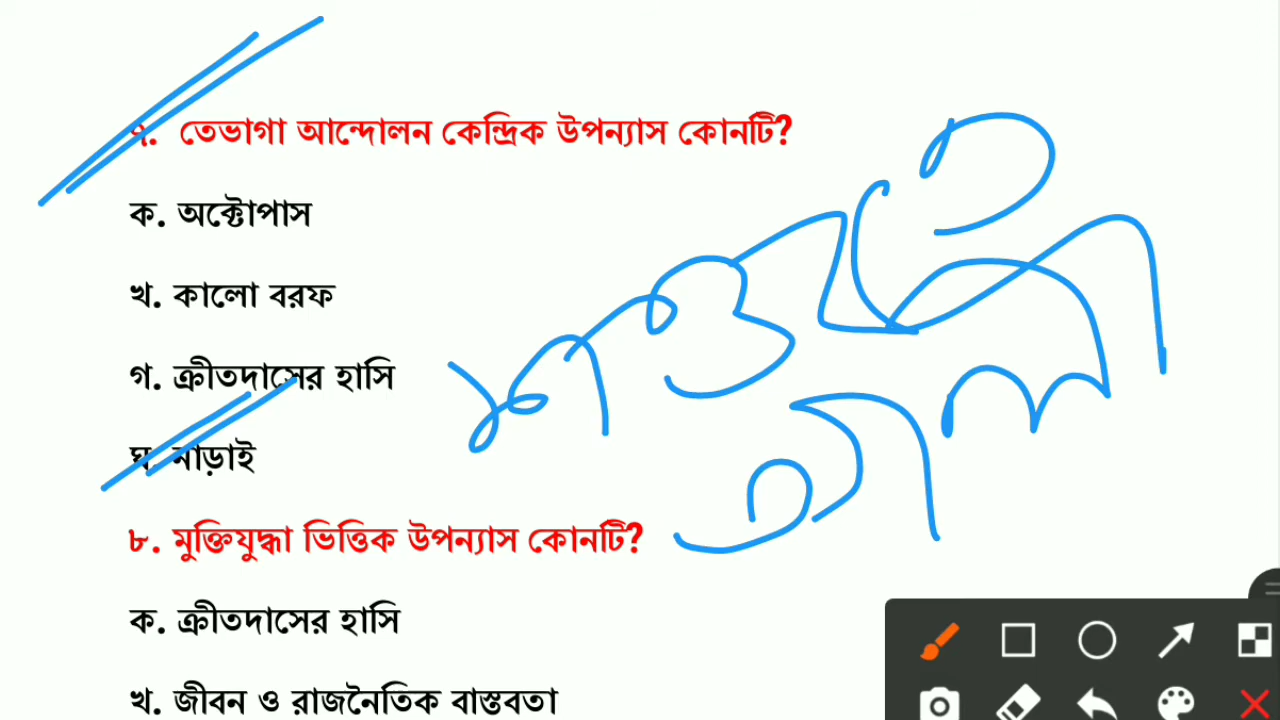 ৭. তেভাগা আন্দোলন কেন্দ্রিক উপন্যাস কোনটি?
ক. অক্টোপাস
খ. কালো বরফ
গ. ক্রীতদাসের হাসি
ঘ. নাড়াই
৮. মুক্তিযুদ্ধা ভিত্তিক উপন্যাস কোনটি?
ক. ক্রীতদাসের হাসি
খ. জীবন ও রাজনৈতিক বাস্তবতা